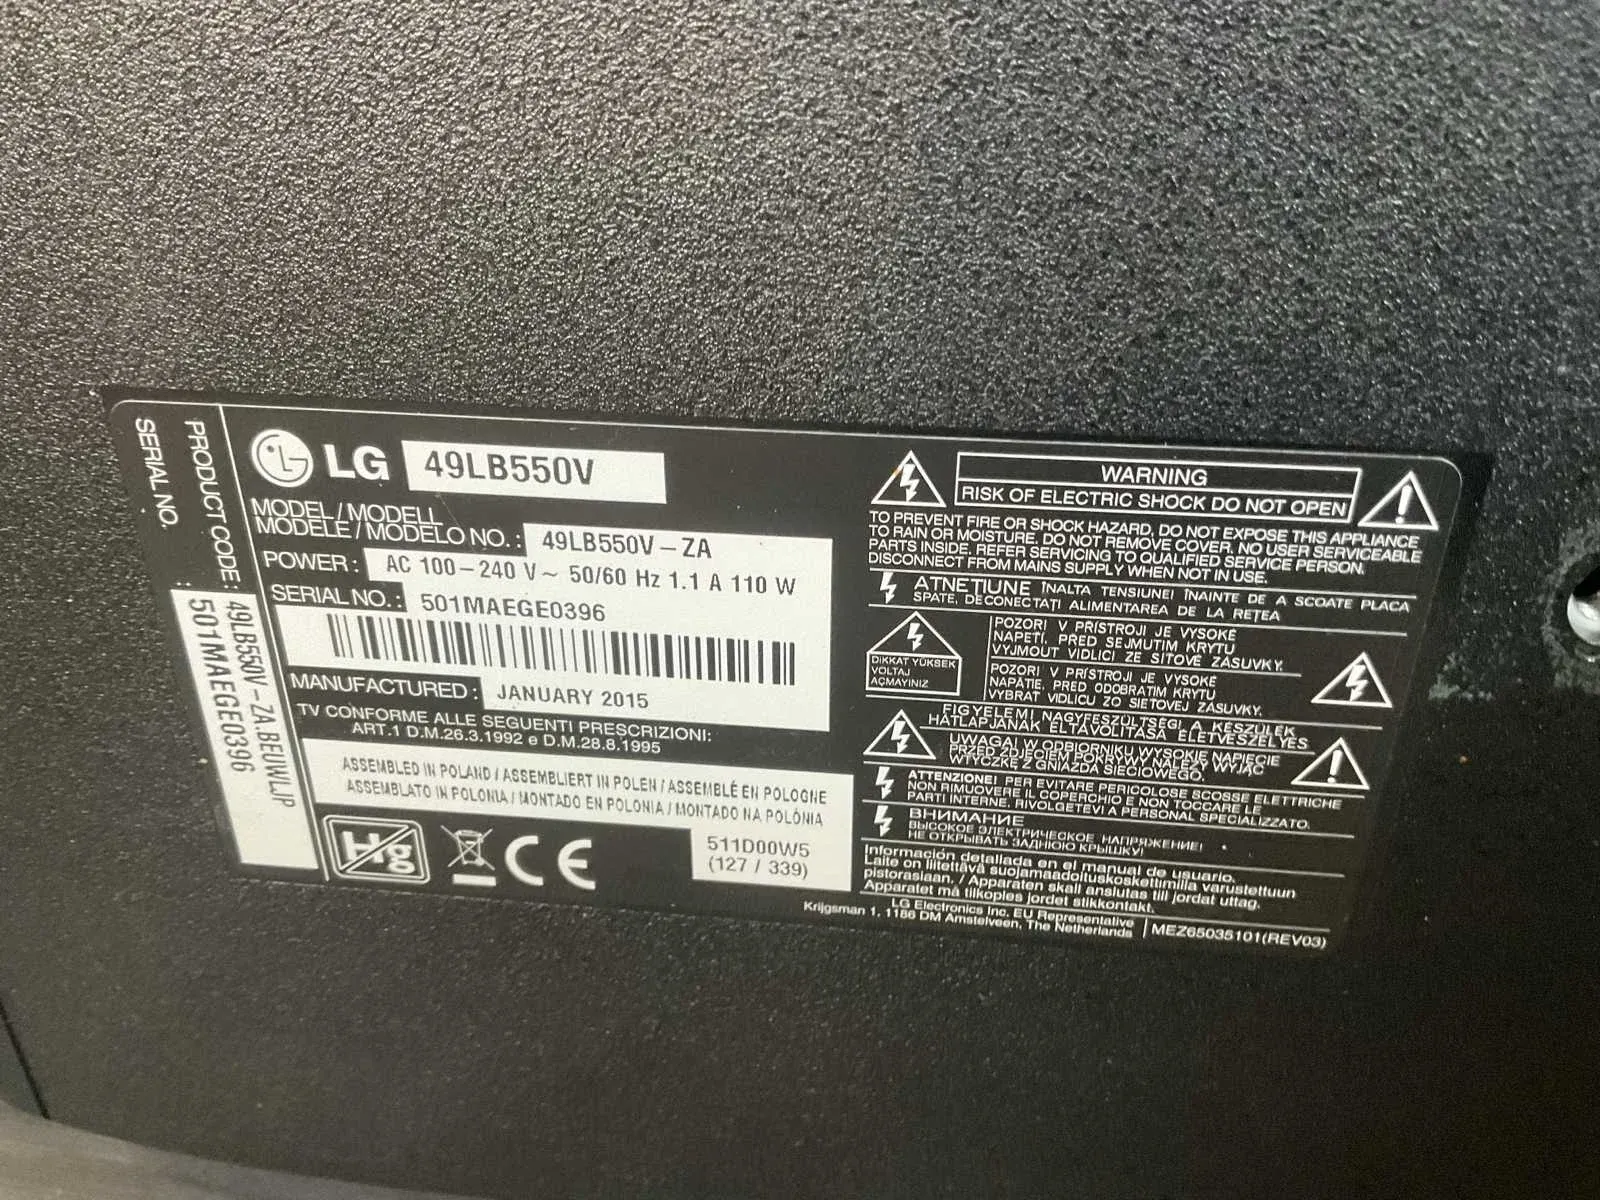 SERIAL NO. : 501MAEGE0396
PRODUCT CODE : 49LB550V-ZA.BEUWLJP
LG 49LB550V
MODEL / MODELL
MODELE / MODELO NO. : 49LB550V-ZA
POWER : AC 100-240 V~ 50/60 Hz 1.1 A 110 W
SERIAL NO. : 501MAEGE0396
MANUFACTURED : JANUARY 2015
TV CONFORME ALLE SEGUENTI PRESCRIZIONI:
ART.1 D.M.26.3.1992 e D.M.28.8.1995
ASSEMBLED IN POLAND / ASSEMBLIERT IN POLEN / ASSEMBLÉ EN POLOGNE
ASSEMBLATO IN POLONIA / MONTADO EN POLONIA / MONTADO NA POLÓNIA
Hg
CE
511D00W5
(127 / 339)
WARNING
RISK OF ELECTRIC SHOCK DO NOT OPEN
TO PREVENT FIRE OR SHOCK HAZARD, DO NOT EXPOSE THIS APPLIANCE
TO RAIN OR MOISTURE. DO NOT REMOVE COVER. NO USER SERVICEABLE
PARTS INSIDE. REFER SERVICING TO QUALIFIED SERVICE PERSON.
DISCONNECT FROM MAINS SUPPLY WHEN NOT IN USE.
ATNEŢIUNE ÎNALTA TENSIUNE! ÎNAINTE DE A SCOATE PLACA
SPATE, DECONECTAŢI ALIMENTAREA DE LA REŢEA
DIKKAT YÜKSEK
VOLTAJ
AÇMAYINIZ
POZOR! V PŘÍSTROJI JE VYSOKÉ
NAPĚTÍ. PŘED SEJMUTÍM KRYTU
VYJMOUT VIDLICI ZE SÍŤOVÉ ZÁSUVKY.
POZOR! V PRÍSTROJI JE VYSOKÉ
NAPÄTIE. PRED ODOBRATÍM KRYTU
VYBRAŤ VIDLICU ZO SIEŤOVEJ ZÁSUVKY.
FIGYELEM! NAGYFESZÜLTSÉG! A KÉSZÜLÉK
HÁTLAPJÁNAK ELTÁVOLÍTÁSA ÉLETVESZÉLYES
UWAGA! W ODBIORNIKU WYSOKIE NAPIĘCIE
PRZED ZDJĘCIEM POKRYWY NALEŻY WYJĄĆ
WTYCZKĘ Z GNIAZDA SIECIOWEGO.
ATTENZIONE! PER EVITARE PERICOLOSE SCOSSE ELETTRICHE
NON RIMUOVERE IL COPERCHIO E NON TOCCARE LE
PARTI INTERNE. RIVOLGETEVI A PERSONAL SPECIALIZZATO.
ВНИМАНИЕ
ВЫСОКОЕ ЭЛЕКТРИЧЕСКОЕ НАПРЯЖЕНИЕ!
НЕ ОТКРЫВАТЬ ЗАДНЮЮ КРЫШКУ!
Información detallada en el manual de usuario.
Laite on liitettävä suojamaadoituskoskettimilla varustettuun
pistorasiaan. / Apparaten skall anslutas till jordat uttag.
Apparatet må tilkoples jordet stikkontakt.
LG Electronics Inc. EU Representative
Krijgsman 1, 1186 DM Amstelveen, The Netherlands
MEZ65035101(REV03)